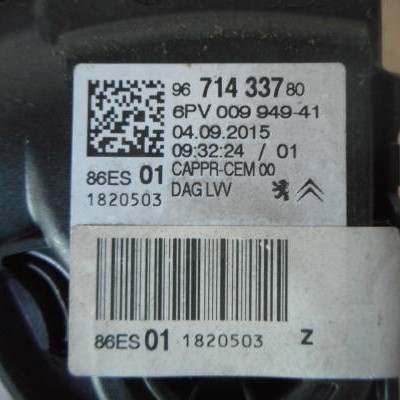 96 714 337 80
6PV 009 949-41
04.09.2015
09:32:24 / 01
86ES 01 CAPPR-CEM 00
1820503 DAG LVV
86ES 01 1820503 Z